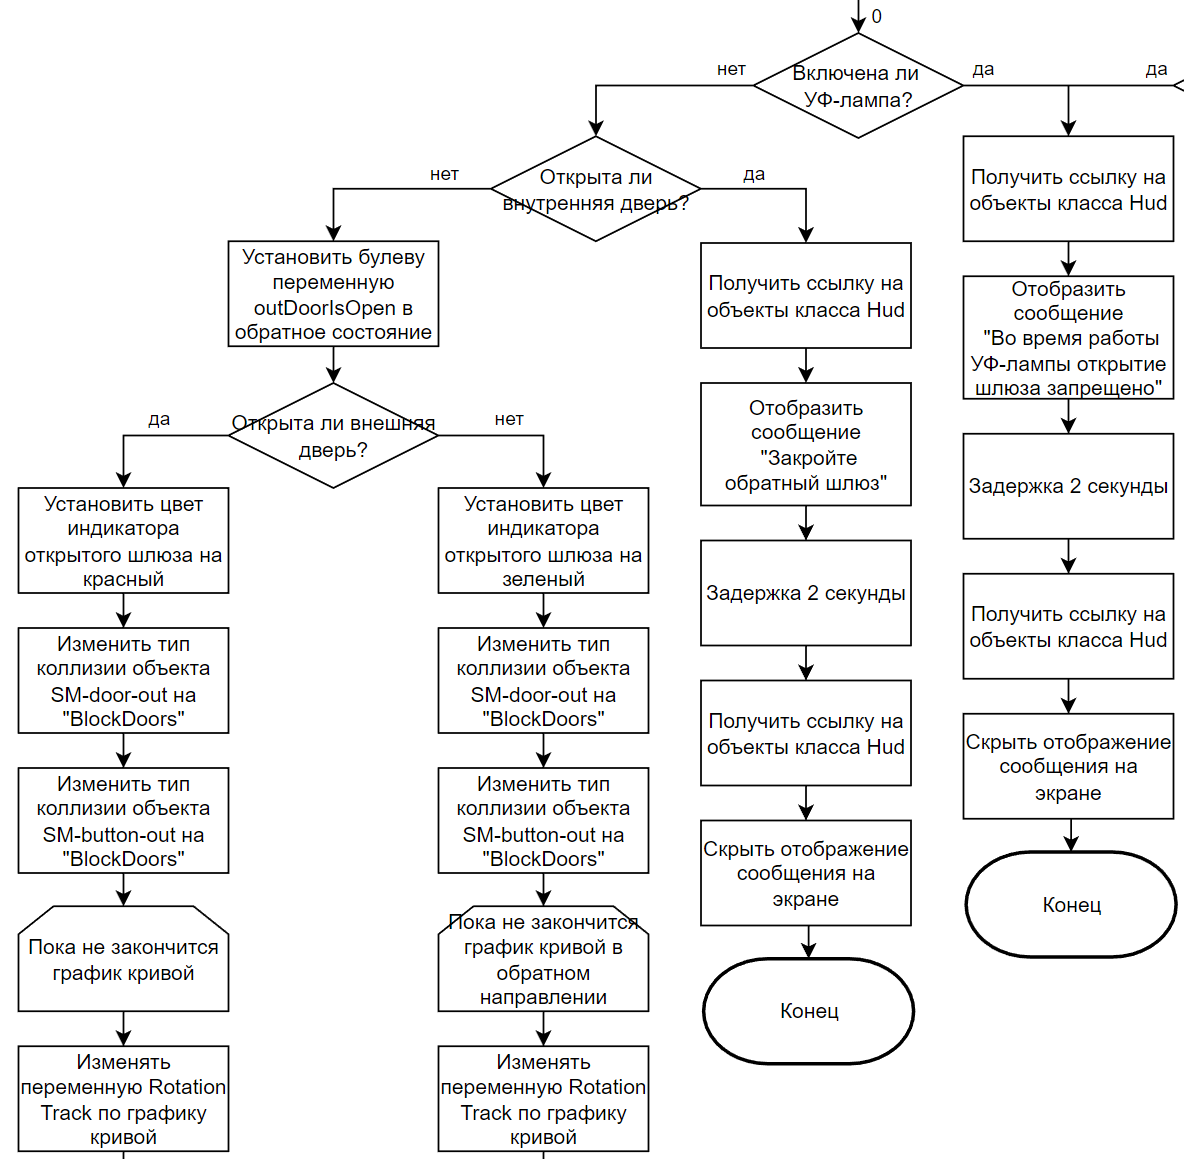 0
Включена ли
УФ-лампа?
нет
да
да
Открыта ли
внутренняя дверь?
нет
да
Получить ссылку на
объекты класса Hud
Установить булеву
переменную
outDoorIsOpen в
обратное состояние
Получить ссылку на
объекты класса Hud
Отобразить
сообщение
"Во время работы
УФ-лампы открытие
шлюза запрещено"
Открыта ли внешняя
дверь?
да
нет
Отобразить
сообщение
"Закройте
обратный шлюз"
Задержка 2 секунды
Установить цвет
индикатора
открытого шлюза на
красный
Установить цвет
индикатора
открытого шлюза на
зеленый
Задержка 2 секунды
Получить ссылку на
объекты класса Hud
Изменить тип
коллизии объекта
SM-door-out на
"BlockDoors"
Изменить тип
коллизии объекта
SM-door-out на
"BlockDoors"
Получить ссылку на
объекты класса Hud
Скрыть отображение
сообщения на
экране
Изменить тип
коллизии объекта
SM-button-out на
"BlockDoors"
Изменить тип
коллизии объекта
SM-button-out на
"BlockDoors"
Скрыть отображение
сообщения на
экране
Конец
Пока не закончится
график кривой
Пока не закончится
график кривой в
обратном
направлении
Конец
Изменять
переменную Rotation
Track по графику
кривой
Изменять
переменную Rotation
Track по графику
кривой